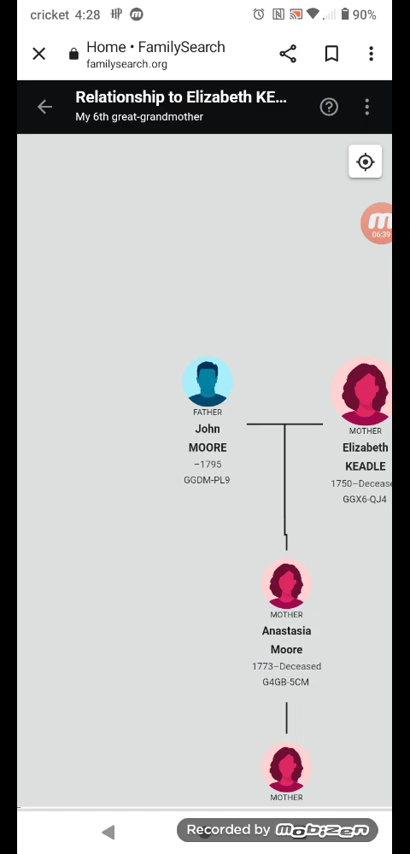 cricket 4:28
90%
Home • FamilySearch
familysearch.org
Relationship to Elizabeth KE...
My 6th great-grandmother
06:39
FATHER
John
MOORE
–1795
GGDM-PL9
MOTHER
Elizabeth
KEADLE
1750–Decease
GGX6-QJ4
MOTHER
Anastasia
Moore
1773–Deceased
G4GB-5CM
MOTHER
Recorded by mobizen